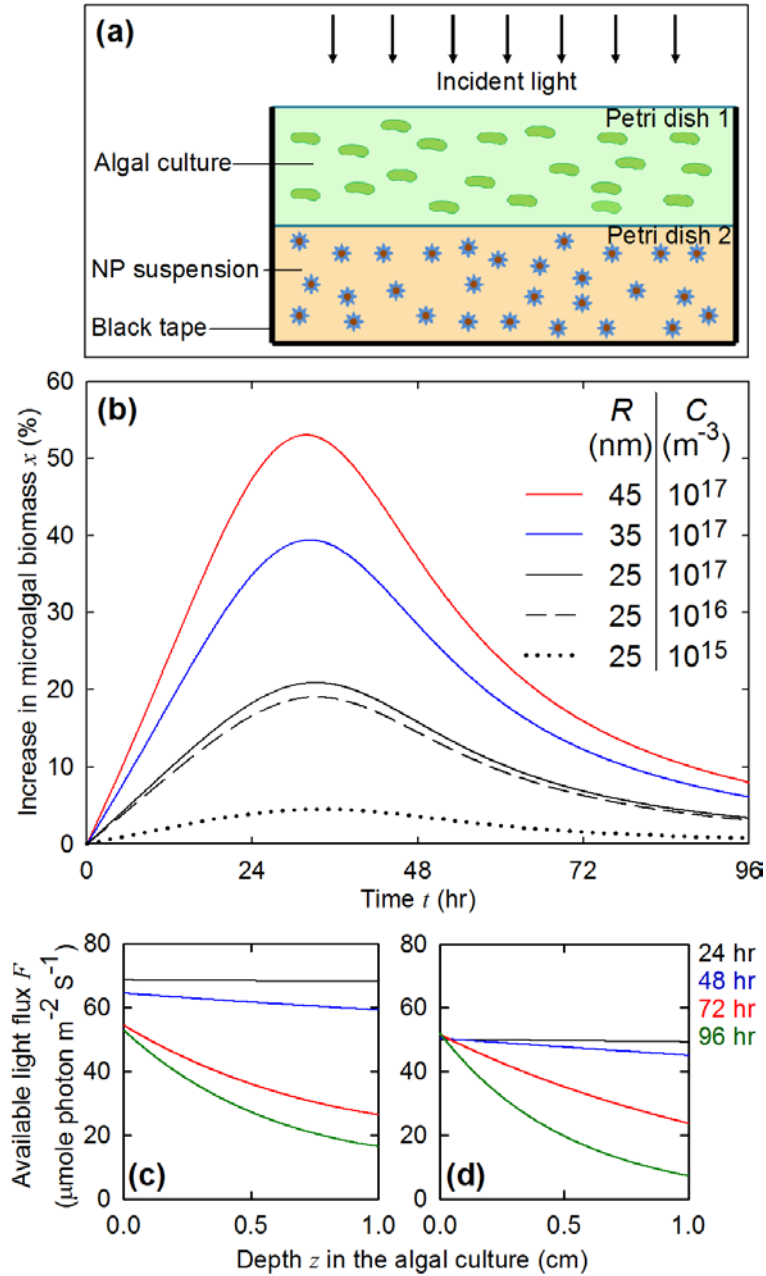 (a)
Incident light
Petri dish 1
Algal culture
Petri dish 2
NP suspension
Black tape
(b)
Increase in microalgal biomass x (%)
60
50
40
30
20
10
0
R C
(nm) (m⁻³)
45 10¹⁷
35 10¹⁷
25 10¹⁷
25 10¹⁶
25 10¹⁵
0 24 48 72 96
Time t (hr)
Available light flux F
(μmole photon m⁻² S⁻¹)
80
60
40
20
0
(c)
0.0 0.5 1.0
80
60
40
20
0
(d)
0.0 0.5 1.0
24 hr
48 hr
72 hr
96 hr
Depth z in the algal culture (cm)